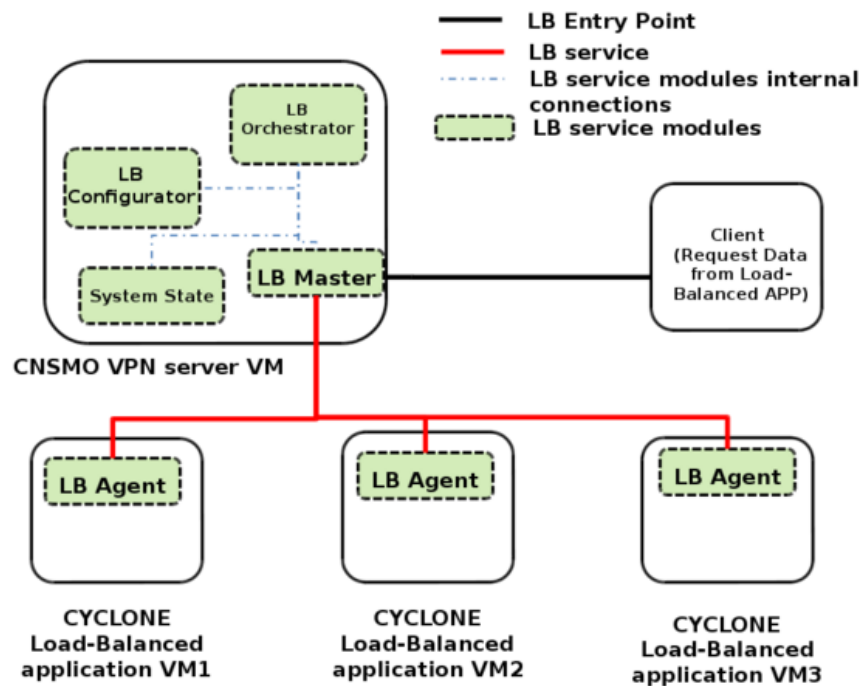 LB Entry Point
LB service
LB service modules internal
connections
LB service modules
LB
Orchestrator
LB
Configurator
System State
LB Master
Client
(Request Data
from Load-
Balanced APP)
CNSMO VPN server VM
LB Agent
LB Agent
LB Agent
CYCLONE
Load-Balanced
application VM1
CYCLONE
Load-Balanced
application VM2
CYCLONE
Load-Balanced
application VM3